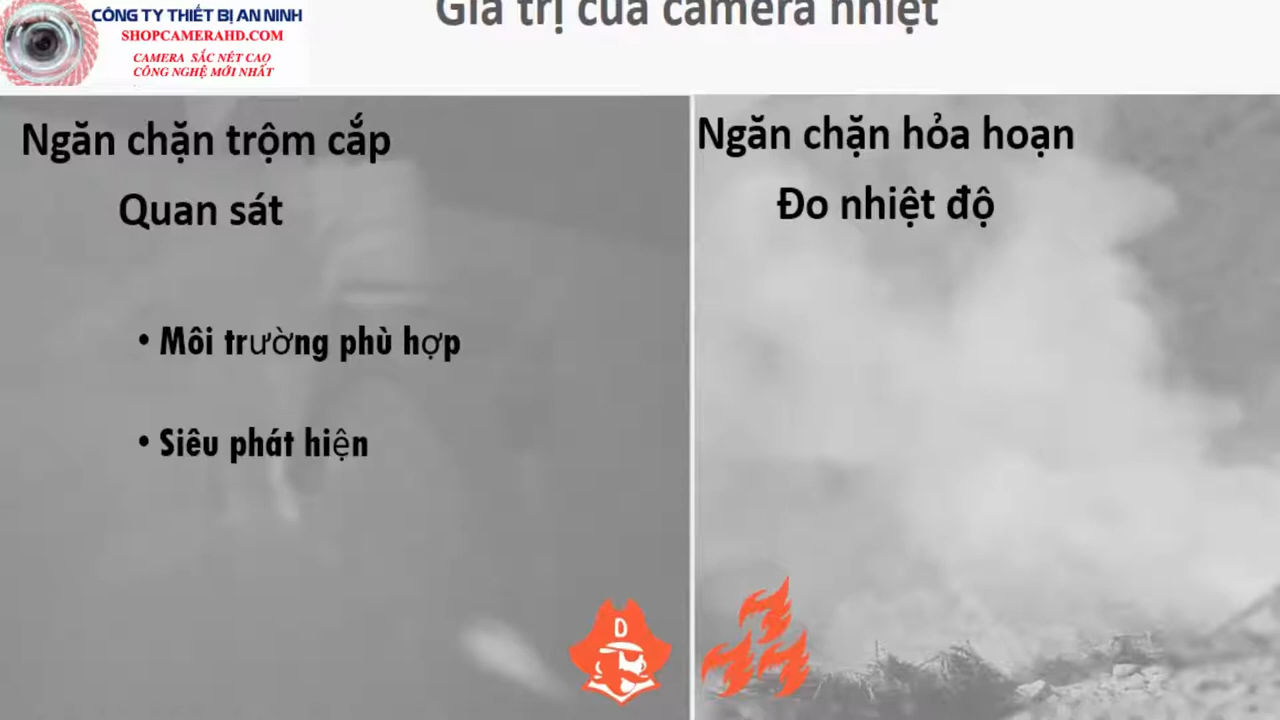 CÔNG TY THIẾT BỊ AN NINH
SHOPCAMERAHD.COM
CAMERA SẮC NÉT CAO
CÔNG NGHỆ MỚI NHẤT
Giá trị của camera nhiệt
Ngăn chặn trộm cắp
Quan sát
• Môi trường phù hợp
• Siêu phát hiện
D
Ngăn chặn hỏa hoạn
Đo nhiệt độ